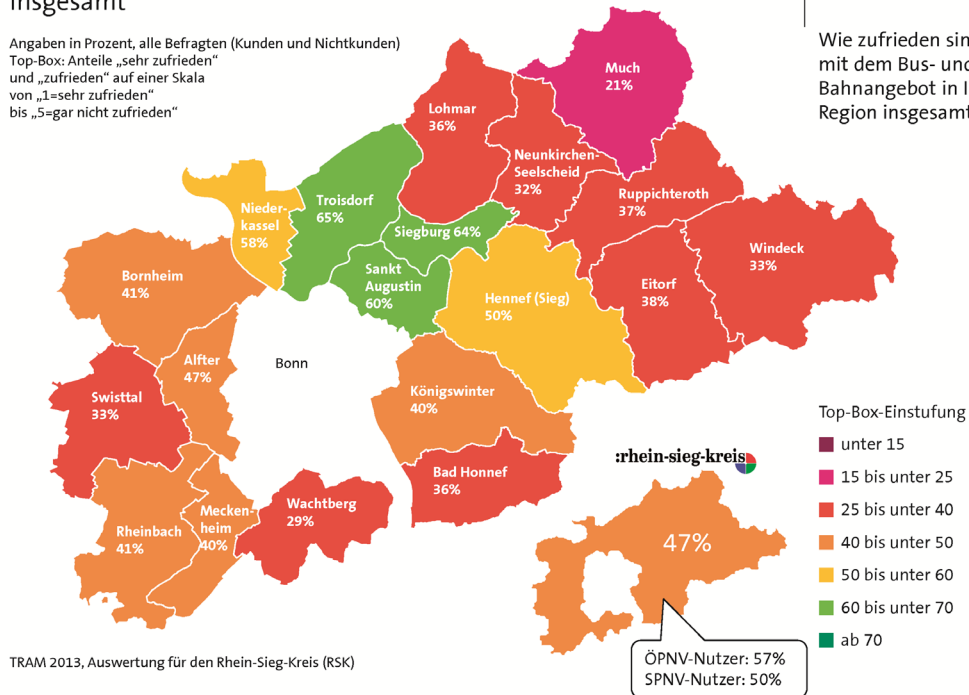 insgesamt
Angaben in Prozent, alle Befragten (Kunden und Nichtkunden)
Top-Box: Anteile „sehr zufrieden“
und „zufrieden“ auf einer Skala
von „1=sehr zufrieden“
bis „5=gar nicht zufrieden“
Wie zufrieden sin
mit dem Bus- und
Bahnangebot in I
Region insgesamt
Much
21%
Lohmar
36%
Neunkirchen-
Seelscheid
32%
Ruppichteroth
37%
Windeck
33%
Eitorf
38%
Troisdorf
65%
Siegburg 64%
Sankt
Augustin
60%
Nieder-
kassel
58%
Hennef (Sieg)
50%
Bornheim
41%
Alfter
47%
Bonn
Swisttal
33%
Königswinter
40%
Bad Honnef
36%
Wachtberg
29%
Mecken-
heim
40%
Rheinbach
41%
:rhein-sieg-kreis
47%
ÖPNV-Nutzer: 57%
SPNV-Nutzer: 50%
Top-Box-Einstufung
unter 15
15 bis unter 25
25 bis unter 40
40 bis unter 50
50 bis unter 60
60 bis unter 70
ab 70
TRAM 2013, Auswertung für den Rhein-Sieg-Kreis (RSK)